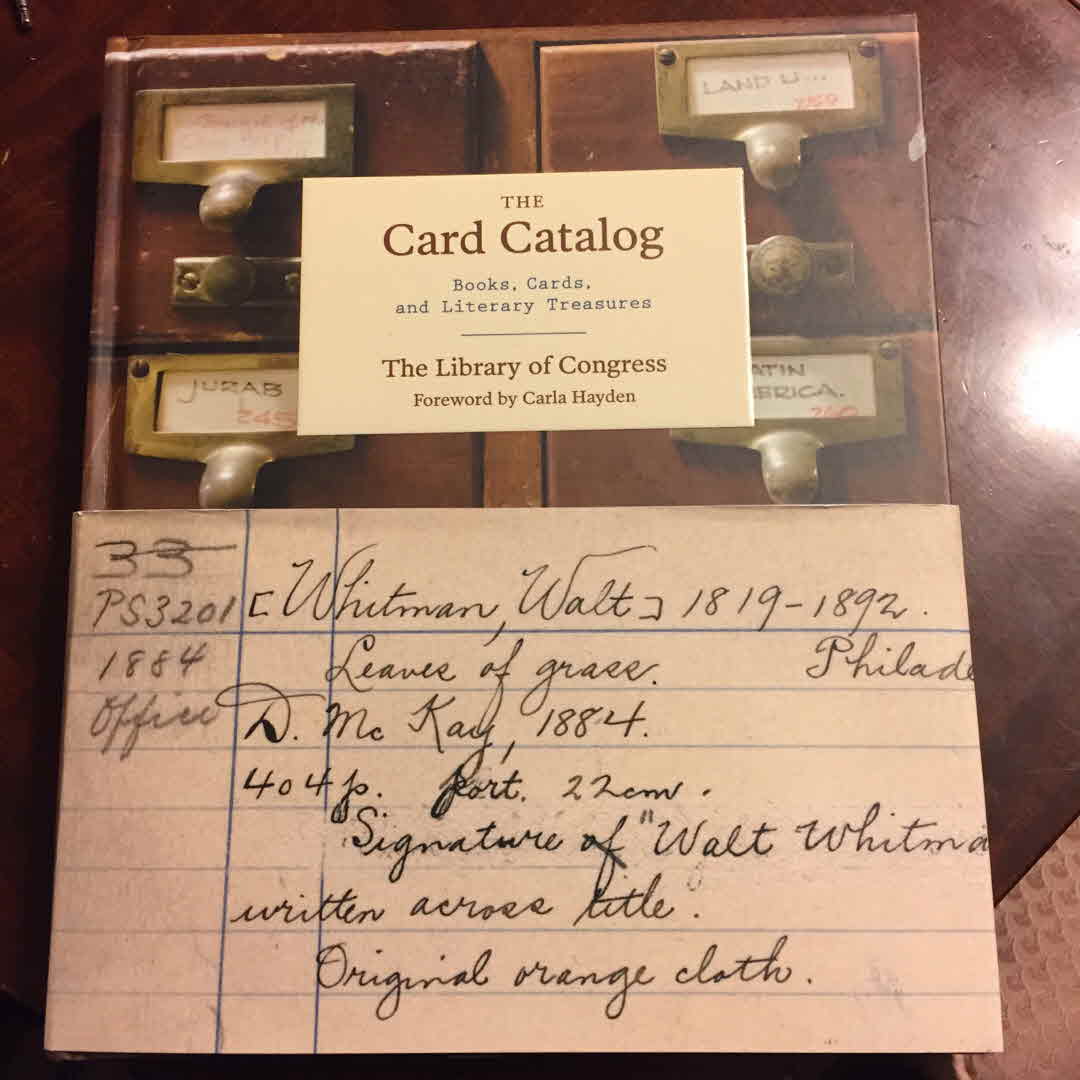 LAND U...
THE
Card Catalog
Books, Cards,
and Literary Treasures
The Library of Congress
Foreword by Carla Hayden
JURAB
245
ATIN
ERICA.
260
33
PS3201
1884
Office
[Whitman, Walt] 1819-1892.
Leaves of grass. Philade
D. McKay, 1884.
404p. port. 22cm.
"Signature of "Walt Whitma
written across title.
Original orange cloth.